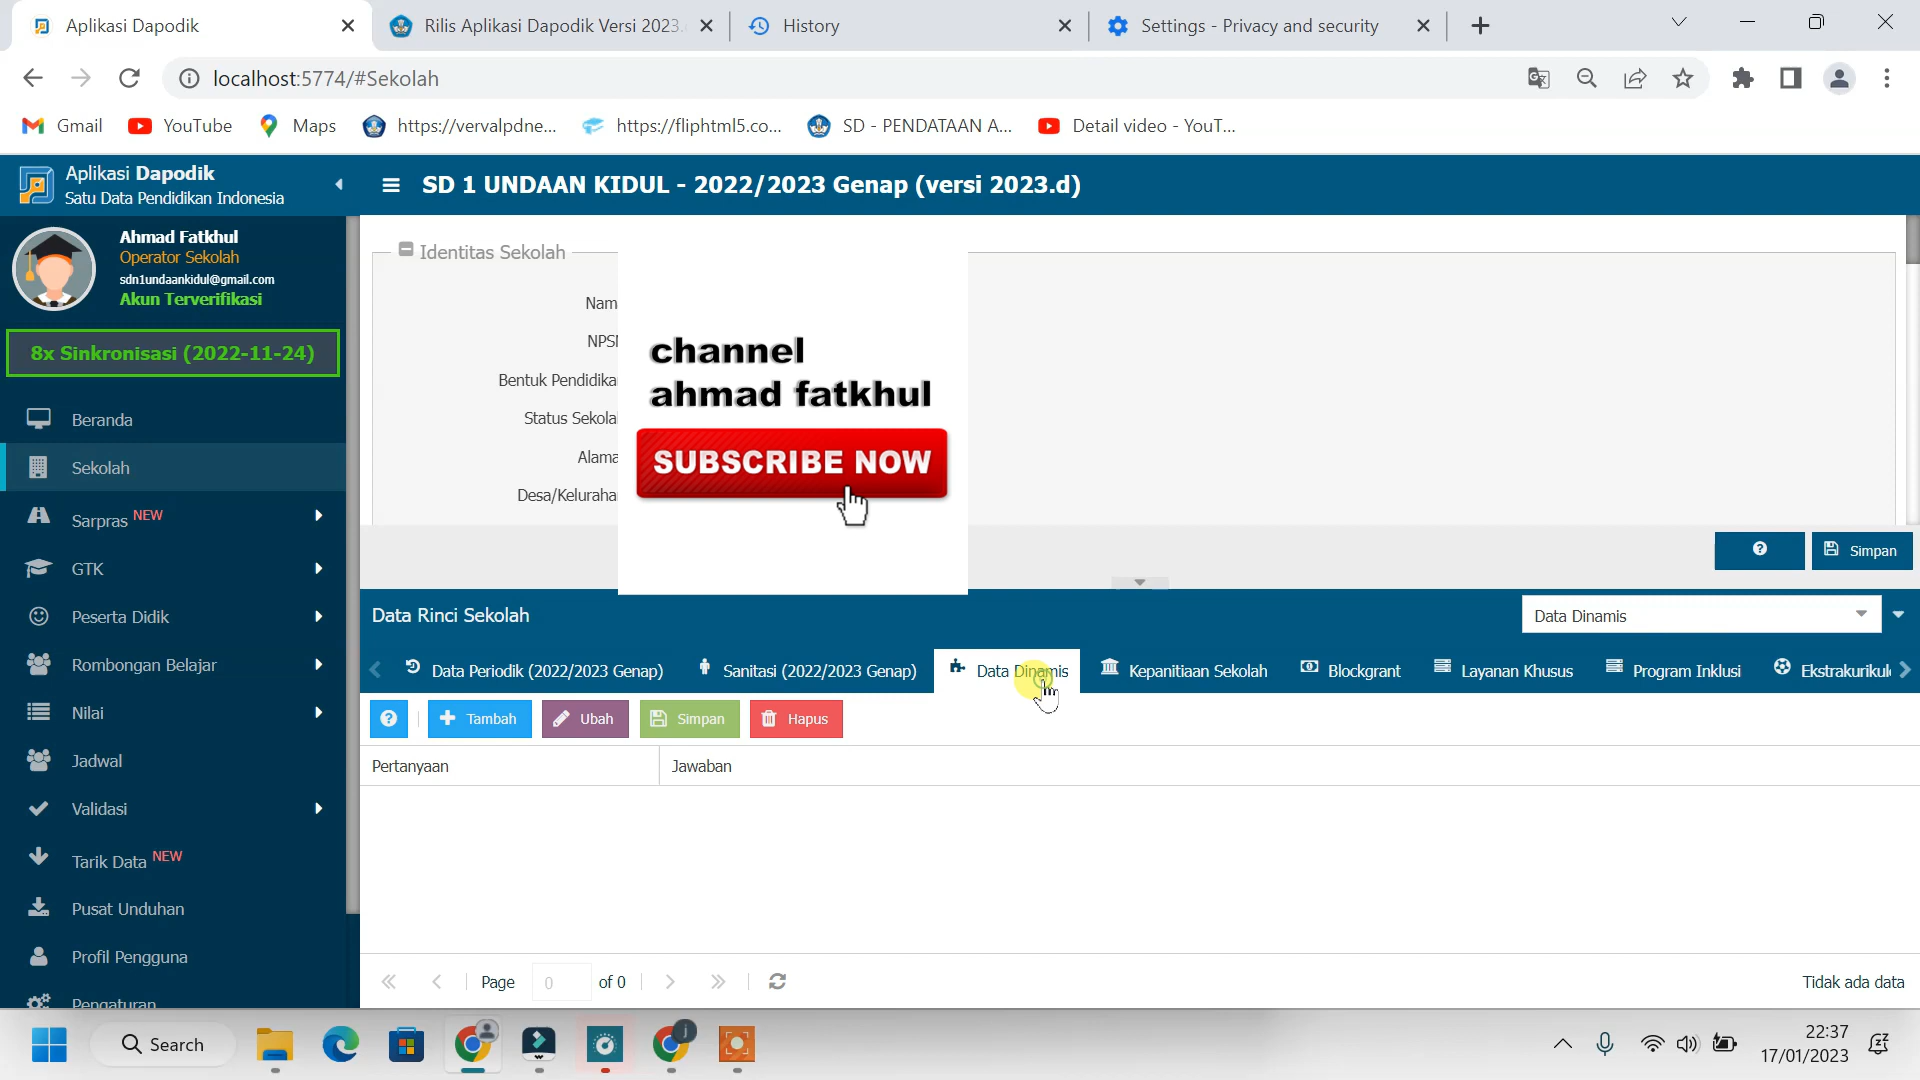 Aplikasi Dapodik
Rilis Aplikasi Dapodik Versi 2023.
History
Settings - Privacy and security
localhost:5774/#Sekolah
Gmail
YouTube
Maps
https://vervalpdne...
https://fliphtml5.co...
SD - PENDATAAN A...
Detail video - YouT...
Aplikasi Dapodik
Satu Data Pendidikan Indonesia
SD 1 UNDAAN KIDUL - 2022/2023 Genap (versi 2023.d)
Ahmad Fatkhul
Operator Sekolah
sdn1undaankidul@gmail.com
Akun Terverifikasi
8x Sinkronisasi (2022-11-24)
Beranda
Sekolah
Sarpras NEW
GTK
Peserta Didik
Rombongan Belajar
Nilai
Jadwal
Validasi
Tarik Data NEW
Pusat Unduhan
Profil Pengguna
Pengaturan
Identitas Sekolah
Nam
NPS
Bentuk Pendidika
Status Sekola
Alama
Desa/Keluraha
channel
ahmad fatkhul
SUBSCRIBE NOW
Simpan
Data Rinci Sekolah
Data Dinamis
Data Periodik (2022/2023 Genap)
Sanitasi (2022/2023 Genap)
Data Dinamis
Kepanitiaan Sekolah
Blockgrant
Layanan Khusus
Program Inklusi
Ekstrakurikul
Tambah
Ubah
Simpan
Hapus
Pertanyaan
Jawaban
Page 0 of 0
Tidak ada data
Search
j
22:37
17/01/2023